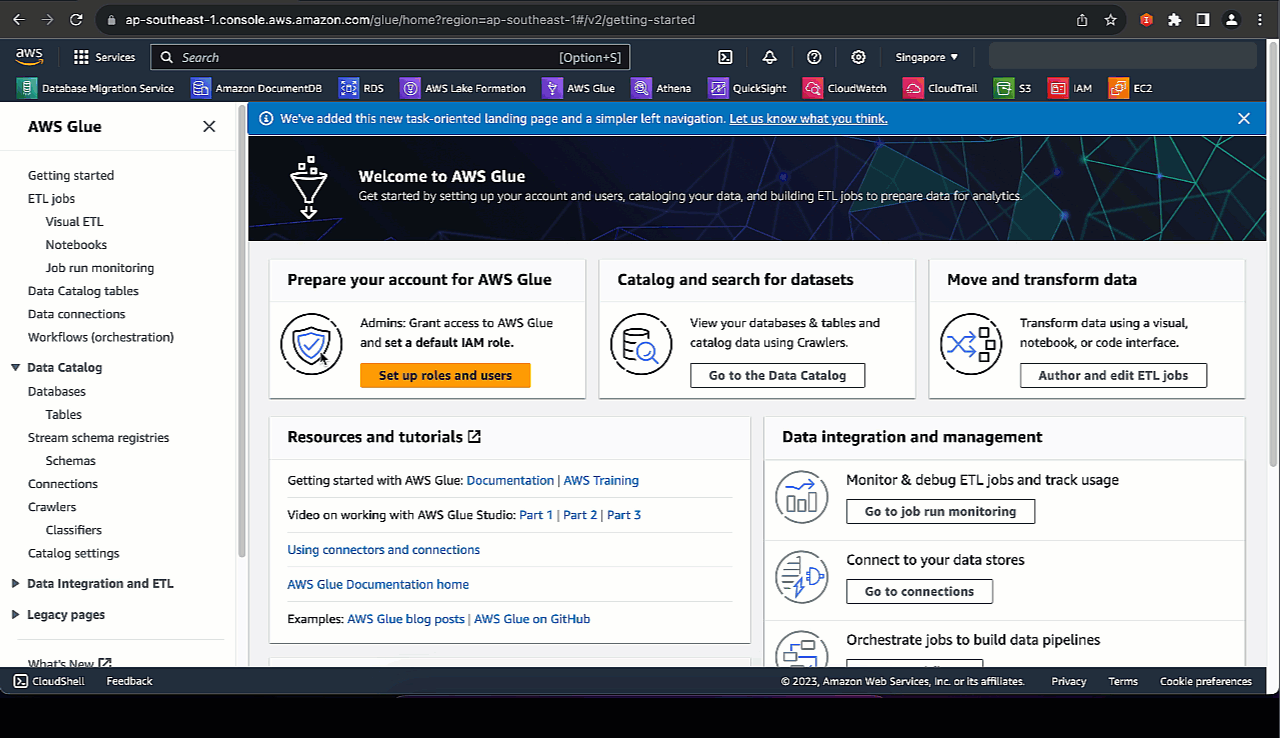 ap-southeast-1.console.aws.amazon.com/glue/home?region=ap-southeast-1#/v2/getting-started
aws Services Search [Option+S] Singapore ▼
Database Migration Service Amazon DocumentDB RDS AWS Lake Formation AWS Glue Athena QuickSight CloudWatch CloudTrail S3 IAM EC2
AWS Glue
Getting started
ETL jobs
Visual ETL
Notebooks
Job run monitoring
Data Catalog tables
Data connections
Workflows (orchestration)
Data Catalog
Databases
Tables
Stream schema registries
Schemas
Connections
Crawlers
Classifiers
Catalog settings
Data Integration and ETL
Legacy pages
What's New
We've added this new task-oriented landing page and a simpler left navigation. Let us know what you think.
Welcome to AWS Glue
Get started by setting up your account and users, cataloging your data, and building ETL jobs to prepare data for analytics.
Prepare your account for AWS Glue
Admins: Grant access to AWS Glue
and set a default IAM role.
Set up roles and users
Catalog and search for datasets
View your databases & tables and
catalog data using Crawlers.
Go to the Data Catalog
Move and transform data
Transform data using a visual,
notebook, or code interface.
Author and edit ETL jobs
Resources and tutorials
Getting started with AWS Glue: Documentation | AWS Training
Video on working with AWS Glue Studio: Part 1 | Part 2 | Part 3
Using connectors and connections
AWS Glue Documentation home
Examples: AWS Glue blog posts | AWS Glue on GitHub
Data integration and management
Monitor & debug ETL jobs and track usage
Go to job run monitoring
Connect to your data stores
Go to connections
Orchestrate jobs to build data pipelines
CloudShell Feedback © 2023, Amazon Web Services, Inc. or its affiliates. Privacy Terms Cookie preferences